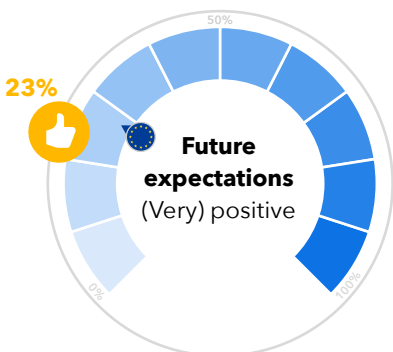 50%
23%
Future
expectations
(Very) positive
0%
100%